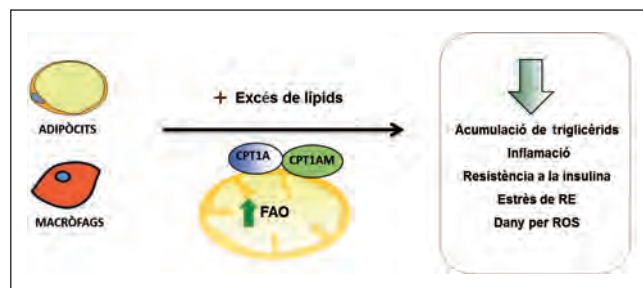 ADIPÒCITS
MACRÒFAGS
+ Excés de lípids
CPT1A
CPT1AM
FAO
Acumulació de triglicèrids
Inflamació
Resistència a la insulina
Estrès de RE
Dany per ROS